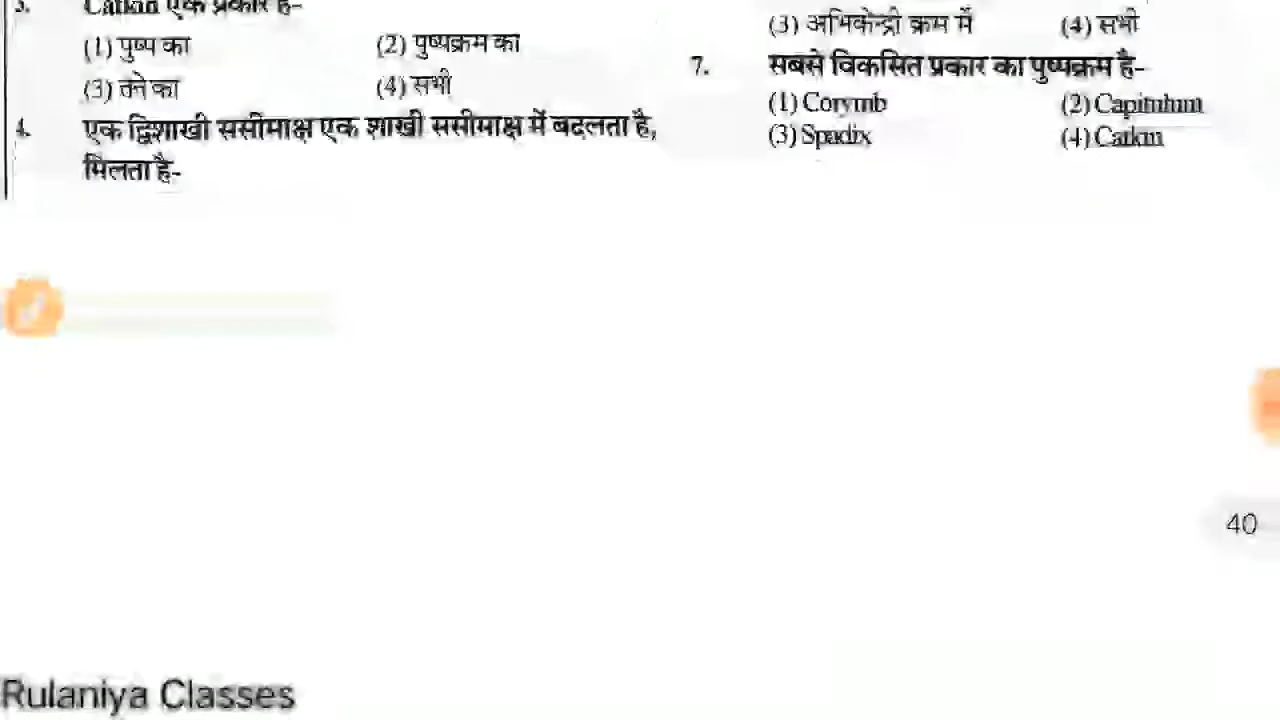 3. Catkin एक प्रकार है-
(1) पुष्प का (2) पुष्पक्रम का
(3) तने का (4) सभी
4. एक द्विशाखी ससीमाक्ष एक शाखी ससीमाक्ष में बदलता है,
मिलता है-
(3) अभिकेन्द्री क्रम में (4) सभी
7. सबसे विकसित प्रकार का पुष्पक्रम है-
(1) Corymb (2) Capitulum
(3) Spadix (4) Catkin
40
Rulaniya Classes